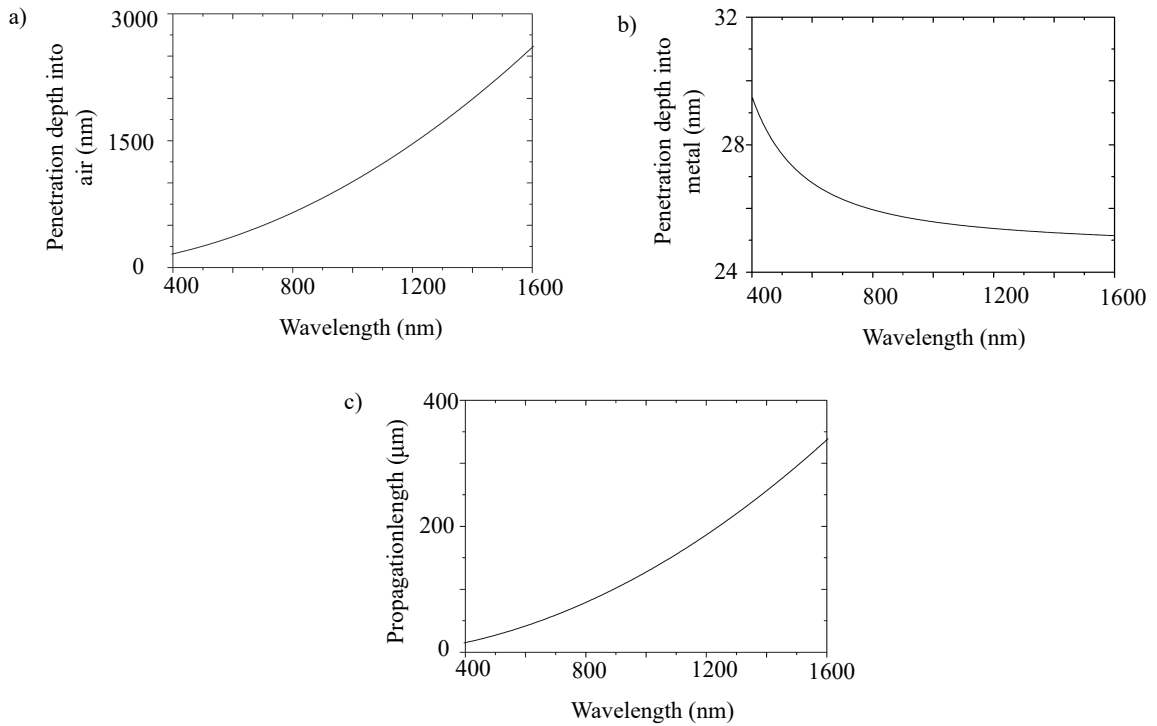 a)
3000
1500
0
Penetration depth into
air (nm)
400
800
1200
1600
Wavelength (nm)
b)
32
28
24
Penetration depth into
metal (nm)
400
800
1200
1600
Wavelength (nm)
c)
400
200
0
Propagationlength (μm)
400
800
1200
1600
Wavelength (nm)